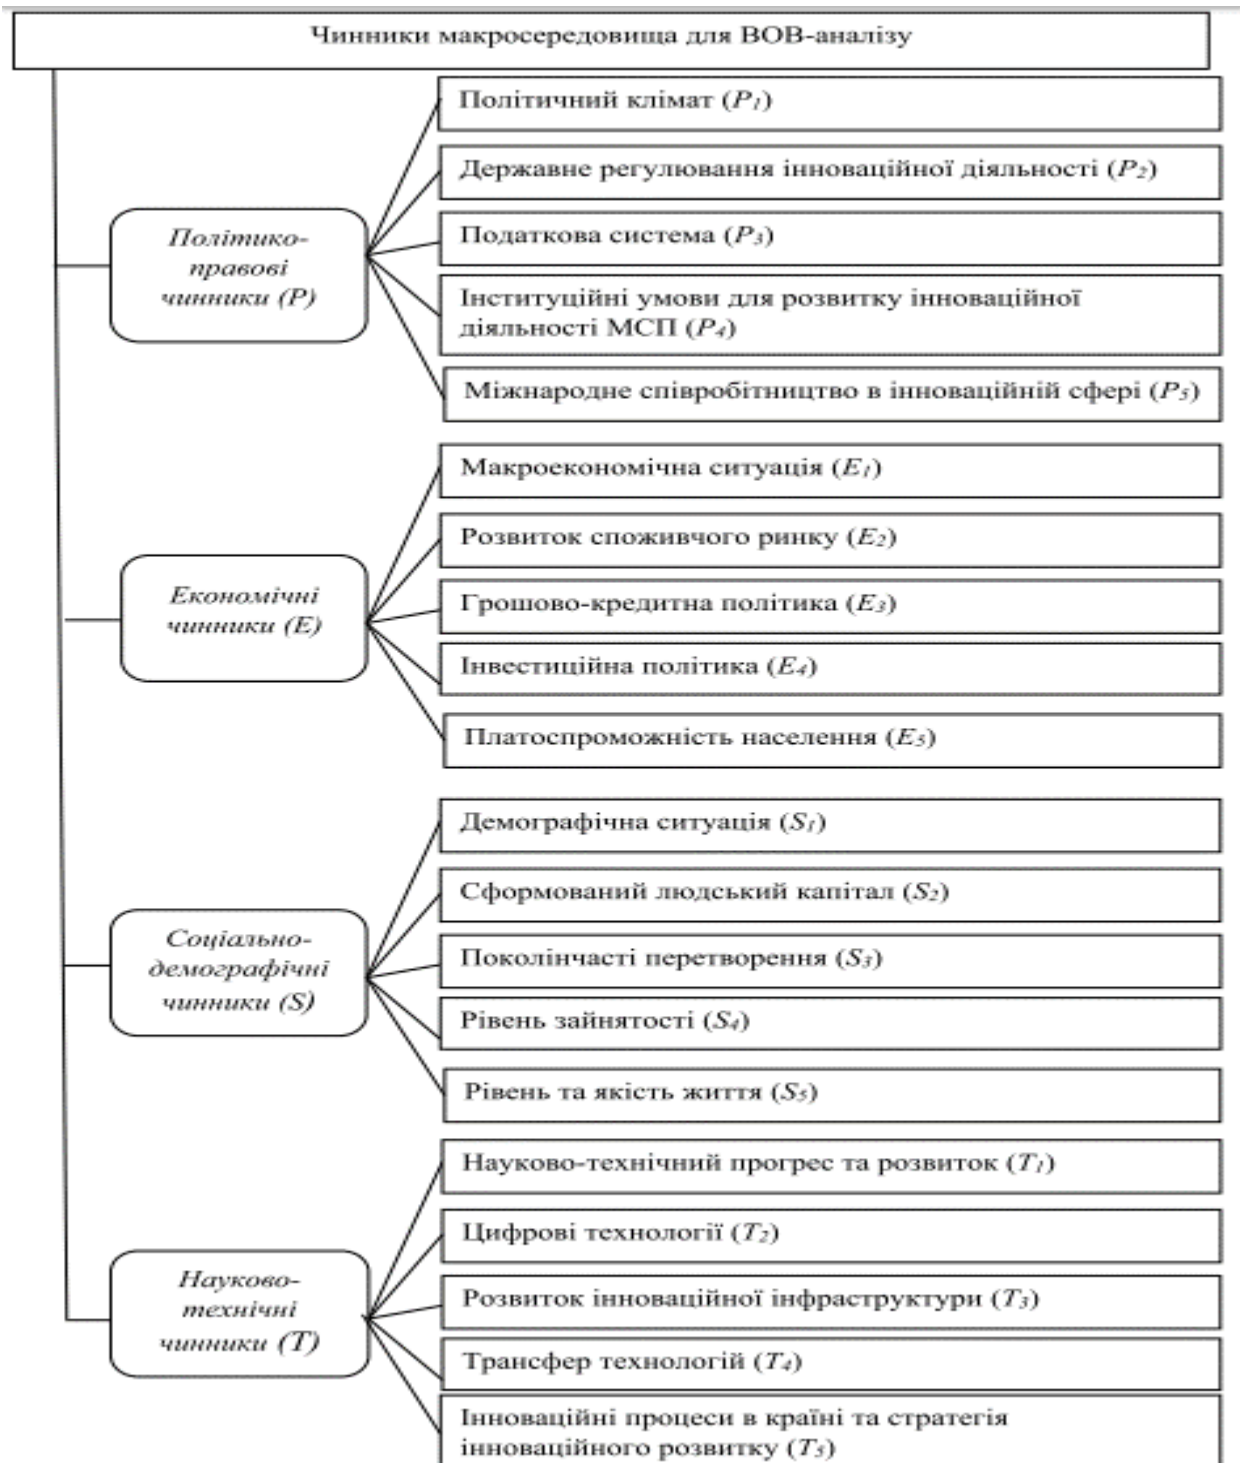 Чинники макросередовища для ВОВ-аналізу
Політико-
правові
чинники (P)
Політичний клімат (P1)
Державне регулювання інноваційної діяльності (P2)
Податкова система (P3)
Інституційні умови для розвитку інноваційної
діяльності МСП (P4)
Міжнародне співробітництво в інноваційній сфері (P5)
Економічні
чинники (E)
Макроекономічна ситуація (E1)
Розвиток споживчого ринку (E2)
Грошово-кредитна політика (E3)
Інвестиційна політика (E4)
Платоспроможність населення (E5)
Соціально-
демографічні
чинники (S)
Демографічна ситуація (S1)
Сформований людський капітал (S2)
Поколінчасті перетворення (S3)
Рівень зайнятості (S4)
Рівень та якість життя (S5)
Науково-
технічні
чинники (T)
Науково-технічний прогрес та розвиток (T1)
Цифрові технології (T2)
Розвиток інноваційної інфраструктури (T3)
Трансфер технологій (T4)
Інноваційні процеси в країні та стратегія
інноваційного розвитку (T5)